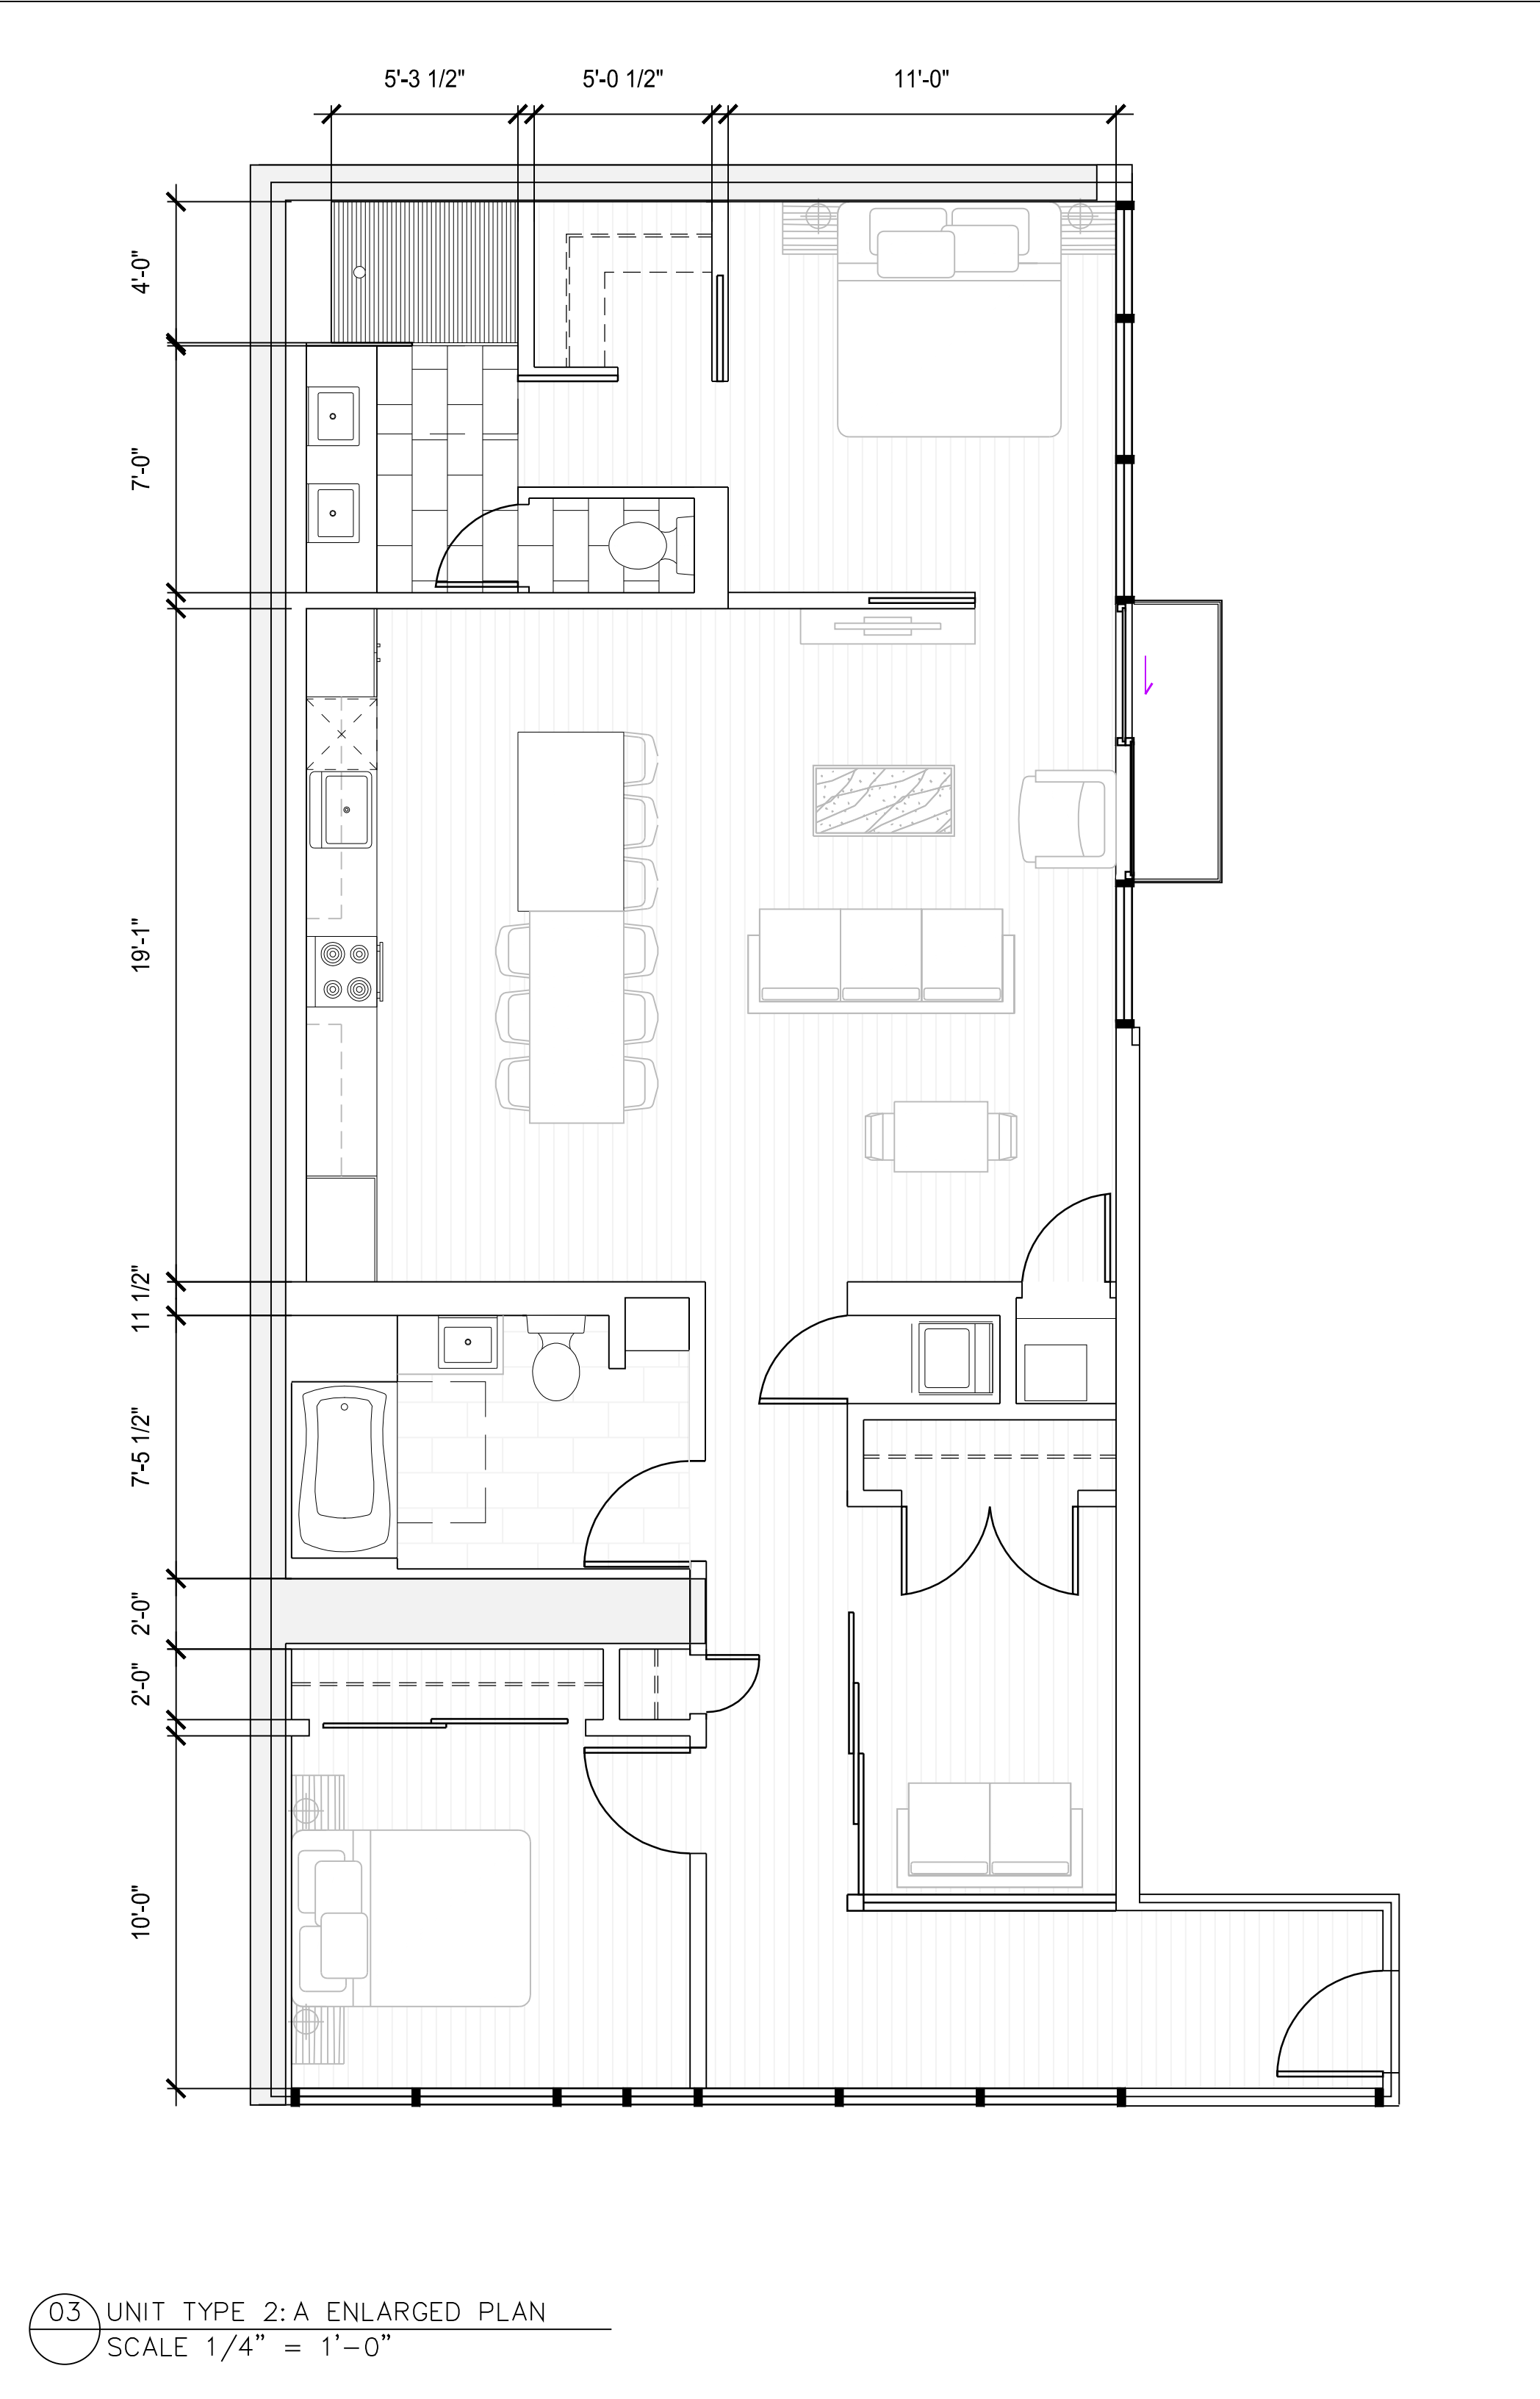 5'-3 1/2" 5'-0 1/2" 11'-0"
4'-0"
7'-0"
19'-1"
11 1/2"
7'-5 1/2"
2'-0"
2'-0"
10'-0"
03 UNIT TYPE 2:A ENLARGED PLAN
SCALE 1/4" = 1'-0"